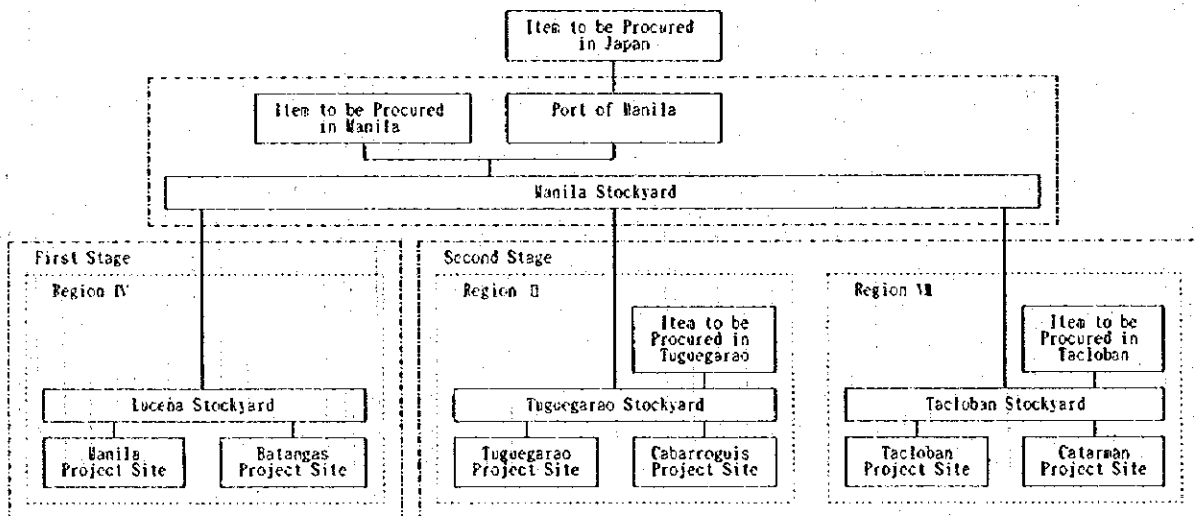 Item to be Procured
in Japan
Item to be Procured
in Manila
Port of Manila
Manila Stockyard
First Stage
Region IV
Lucena Stockyard
Manila
Project Site
Batangas
Project Site
Second Stage
Region II
Item to be
Procured in
Tuguegarao
Tuguegarao Stockyard
Tuguegarao
Project Site
Cabarroguis
Project Site
Region VIII
Item to be
Procured in
Tacloban
Tacloban Stockyard
Tacloban
Project Site
Catarman
Project Site